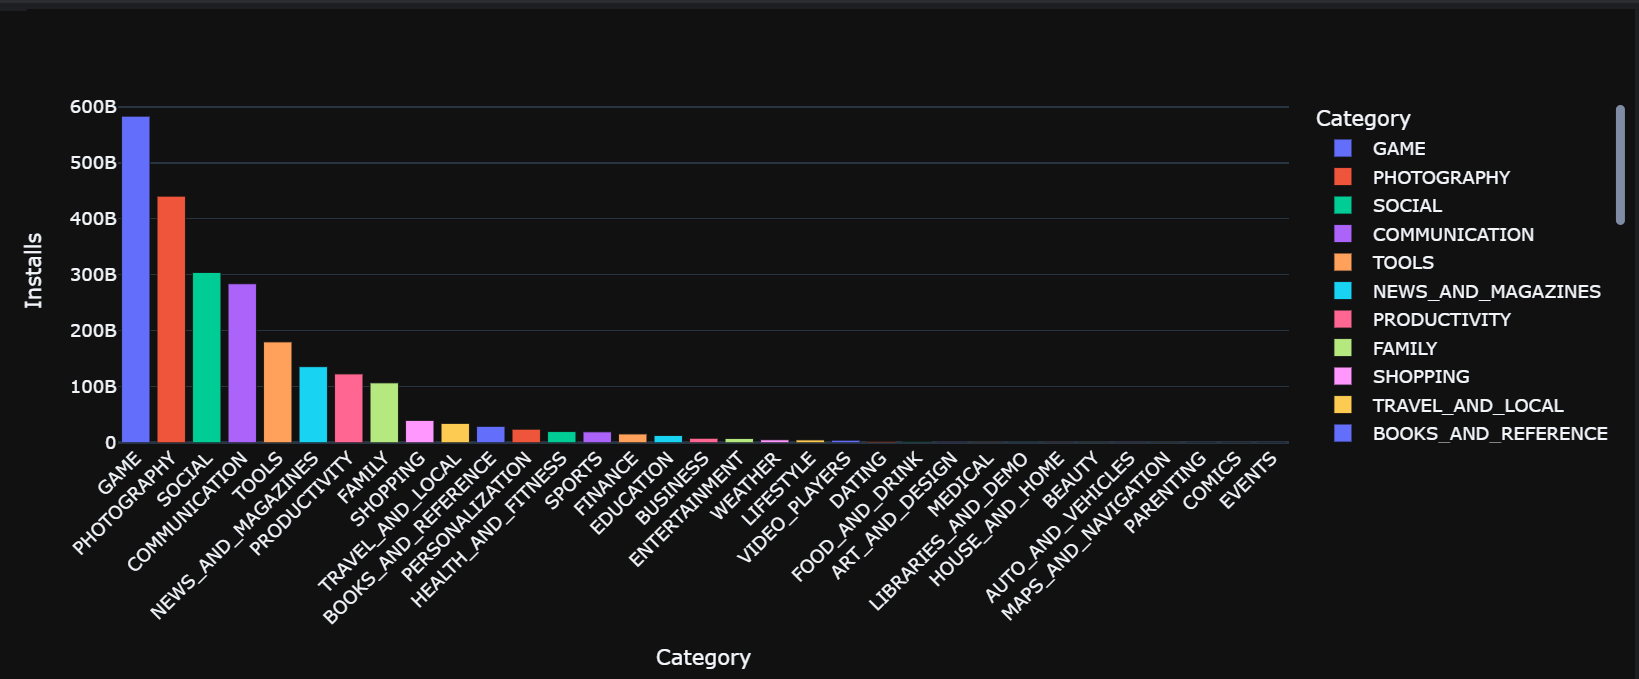 600B
500B
400B
300B
200B
100B
0
Installs
GAME
PHOTOGRAPHY
SOCIAL
COMMUNICATION
TOOLS
NEWS_AND_MAGAZINES
PRODUCTIVITY
FAMILY
SHOPPING
TRAVEL_AND_LOCAL
BOOKS_AND_REFERENCE
PERSONALIZATION
HEALTH_AND_FITNESS
SPORTS
FINANCE
EDUCATION
BUSINESS
ENTERTAINMENT
WEATHER
LIFESTYLE
VIDEO_PLAYERS
DATING
FOOD_AND_DRINK
ART_AND_DESIGN
MEDICAL
LIBRARIES_AND_DEMO
HOUSE_AND_HOME
BEAUTY
AUTO_AND_VEHICLES
MAPS_AND_NAVIGATION
PARENTING
COMICS
EVENTS
Category
Category
GAME
PHOTOGRAPHY
SOCIAL
COMMUNICATION
TOOLS
NEWS_AND_MAGAZINES
PRODUCTIVITY
FAMILY
SHOPPING
TRAVEL_AND_LOCAL
BOOKS_AND_REFERENCE